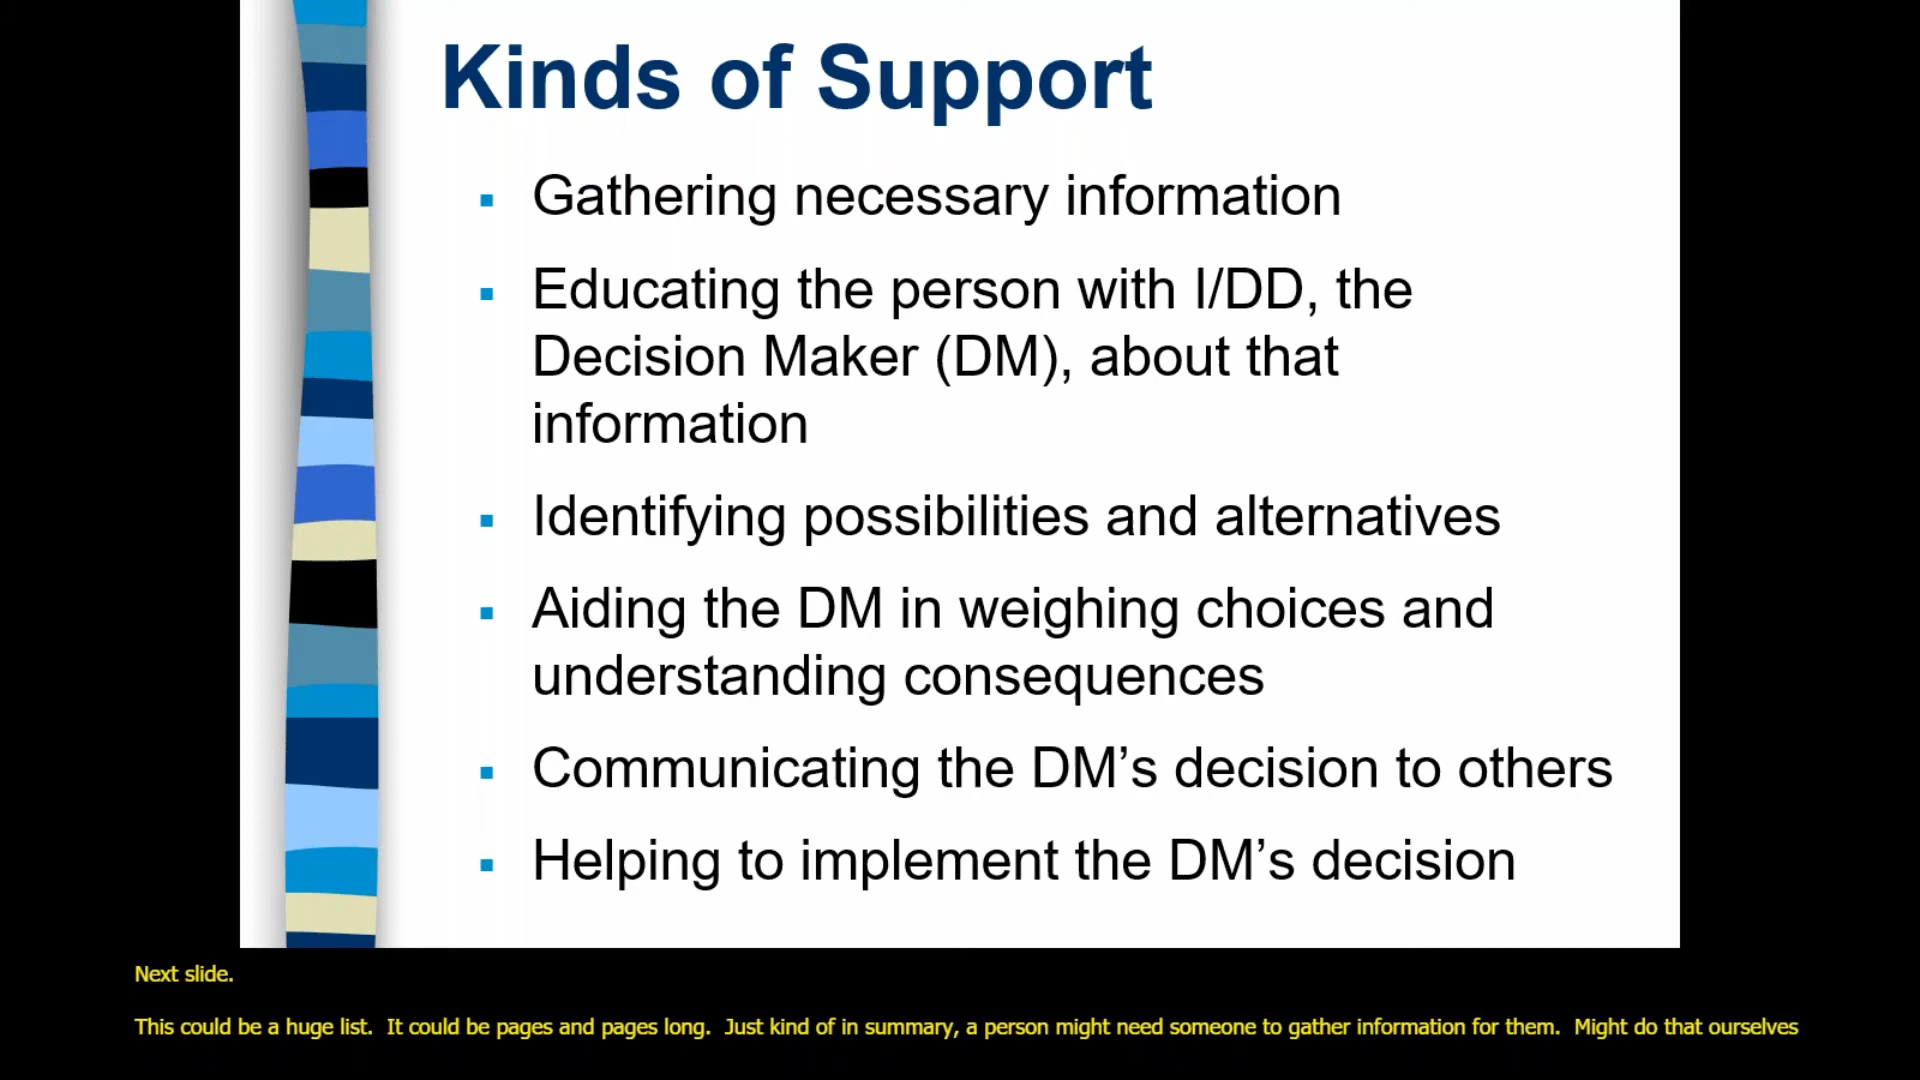 Kinds of Support
▪ Gathering necessary information
▪ Educating the person with I/DD, the
Decision Maker (DM), about that
information
▪ Identifying possibilities and alternatives
▪ Aiding the DM in weighing choices and
understanding consequences
▪ Communicating the DM’s decision to others
▪ Helping to implement the DM’s decision
Next slide.
This could be a huge list.  It could be pages and pages long.  Just kind of in summary, a person might need someone to gather information for them.  Might do that ourselves